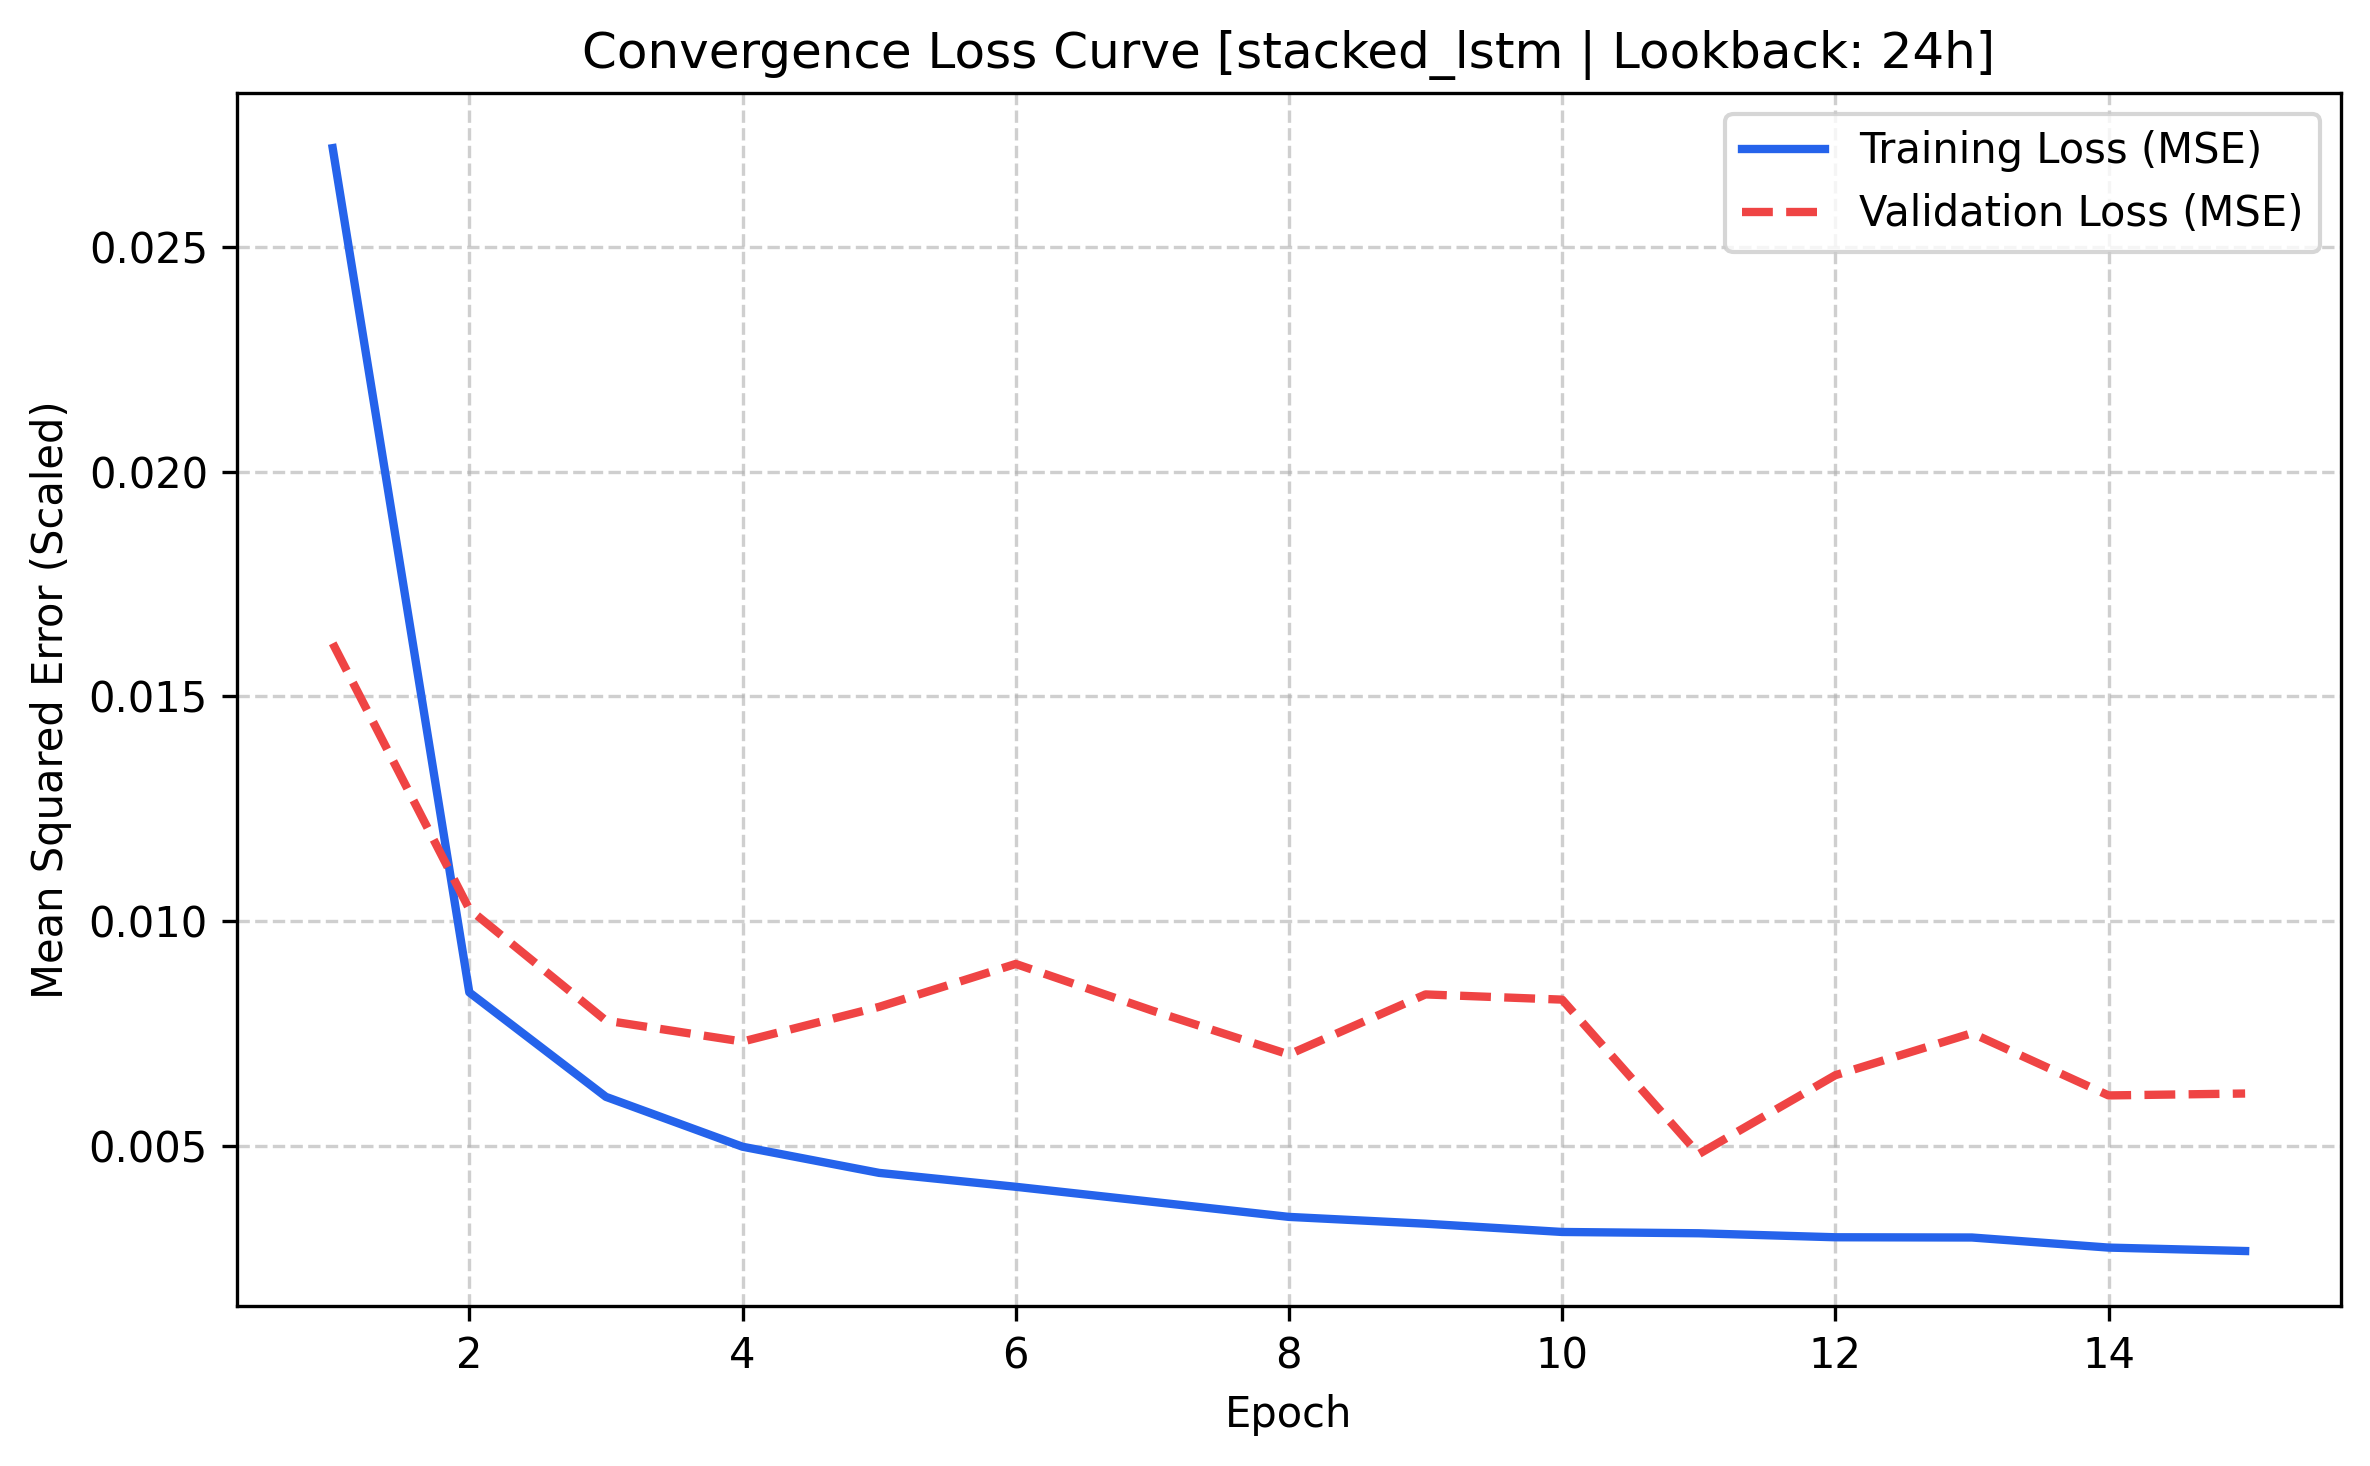 Convergence Loss Curve [stacked_lstm | Lookback: 24h]
Training Loss (MSE)
Validation Loss (MSE)
Mean Squared Error (Scaled)
0.025
0.020
0.015
0.010
0.005
2 4 6 8 10 12 14
Epoch